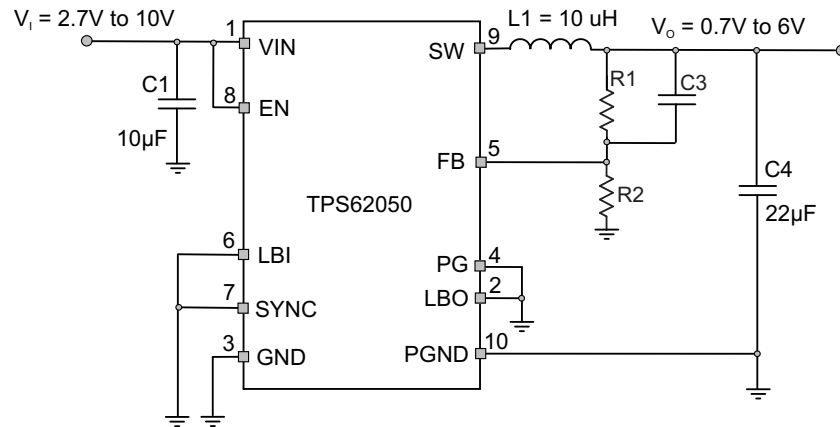 V_I = 2.7V to 10V
1
VIN
C1
10µF
8
EN
TPS62050
6
LBI
7
SYNC
3
GND
SW
9
L1 = 10 uH
V_O = 0.7V to 6V
R1
C3
FB
5
R2
C4
22µF
PG
4
LBO
2
PGND
10